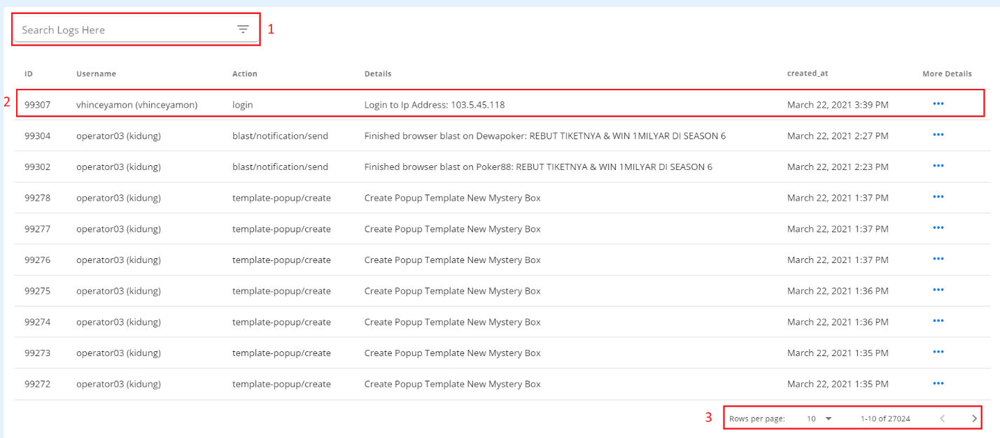 Search Logs Here 1
ID Username Action Details created_at More Details
2 99307 vhinceyamon (vhinceyamon) login Login to Ip Address: 103.5.45.118 March 22, 2021 3:39 PM
99304 operator03 (kidung) blast/notification/send Finished browser blast on Dewapoker: REBUT TIKETNYA & WIN 1MILYAR DI SEASON 6 March 22, 2021 2:27 PM
99302 operator03 (kidung) blast/notification/send Finished browser blast on Poker88: REBUT TIKETNYA & WIN 1MILYAR DI SEASON 6 March 22, 2021 2:23 PM
99278 operator03 (kidung) template-popup/create Create Popup Template New Mystery Box March 22, 2021 1:37 PM
99277 operator03 (kidung) template-popup/create Create Popup Template New Mystery Box March 22, 2021 1:37 PM
99276 operator03 (kidung) template-popup/create Create Popup Template New Mystery Box March 22, 2021 1:37 PM
99275 operator03 (kidung) template-popup/create Create Popup Template New Mystery Box March 22, 2021 1:36 PM
99274 operator03 (kidung) template-popup/create Create Popup Template New Mystery Box March 22, 2021 1:36 PM
99273 operator03 (kidung) template-popup/create Create Popup Template New Mystery Box March 22, 2021 1:35 PM
99272 operator03 (kidung) template-popup/create Create Popup Template New Mystery Box March 22, 2021 1:35 PM
3 Rows per page: 10 1-10 of 27024